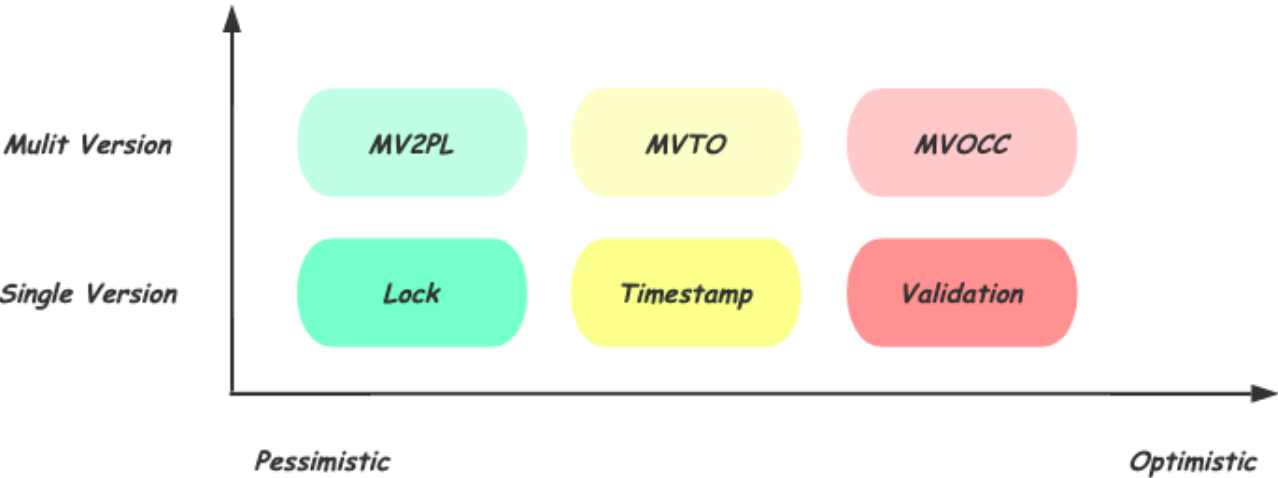 Mulit Version
MV2PL
MVTO
MVOCC
Single Version
Lock
Timestamp
Validation
Pessimistic
Optimistic